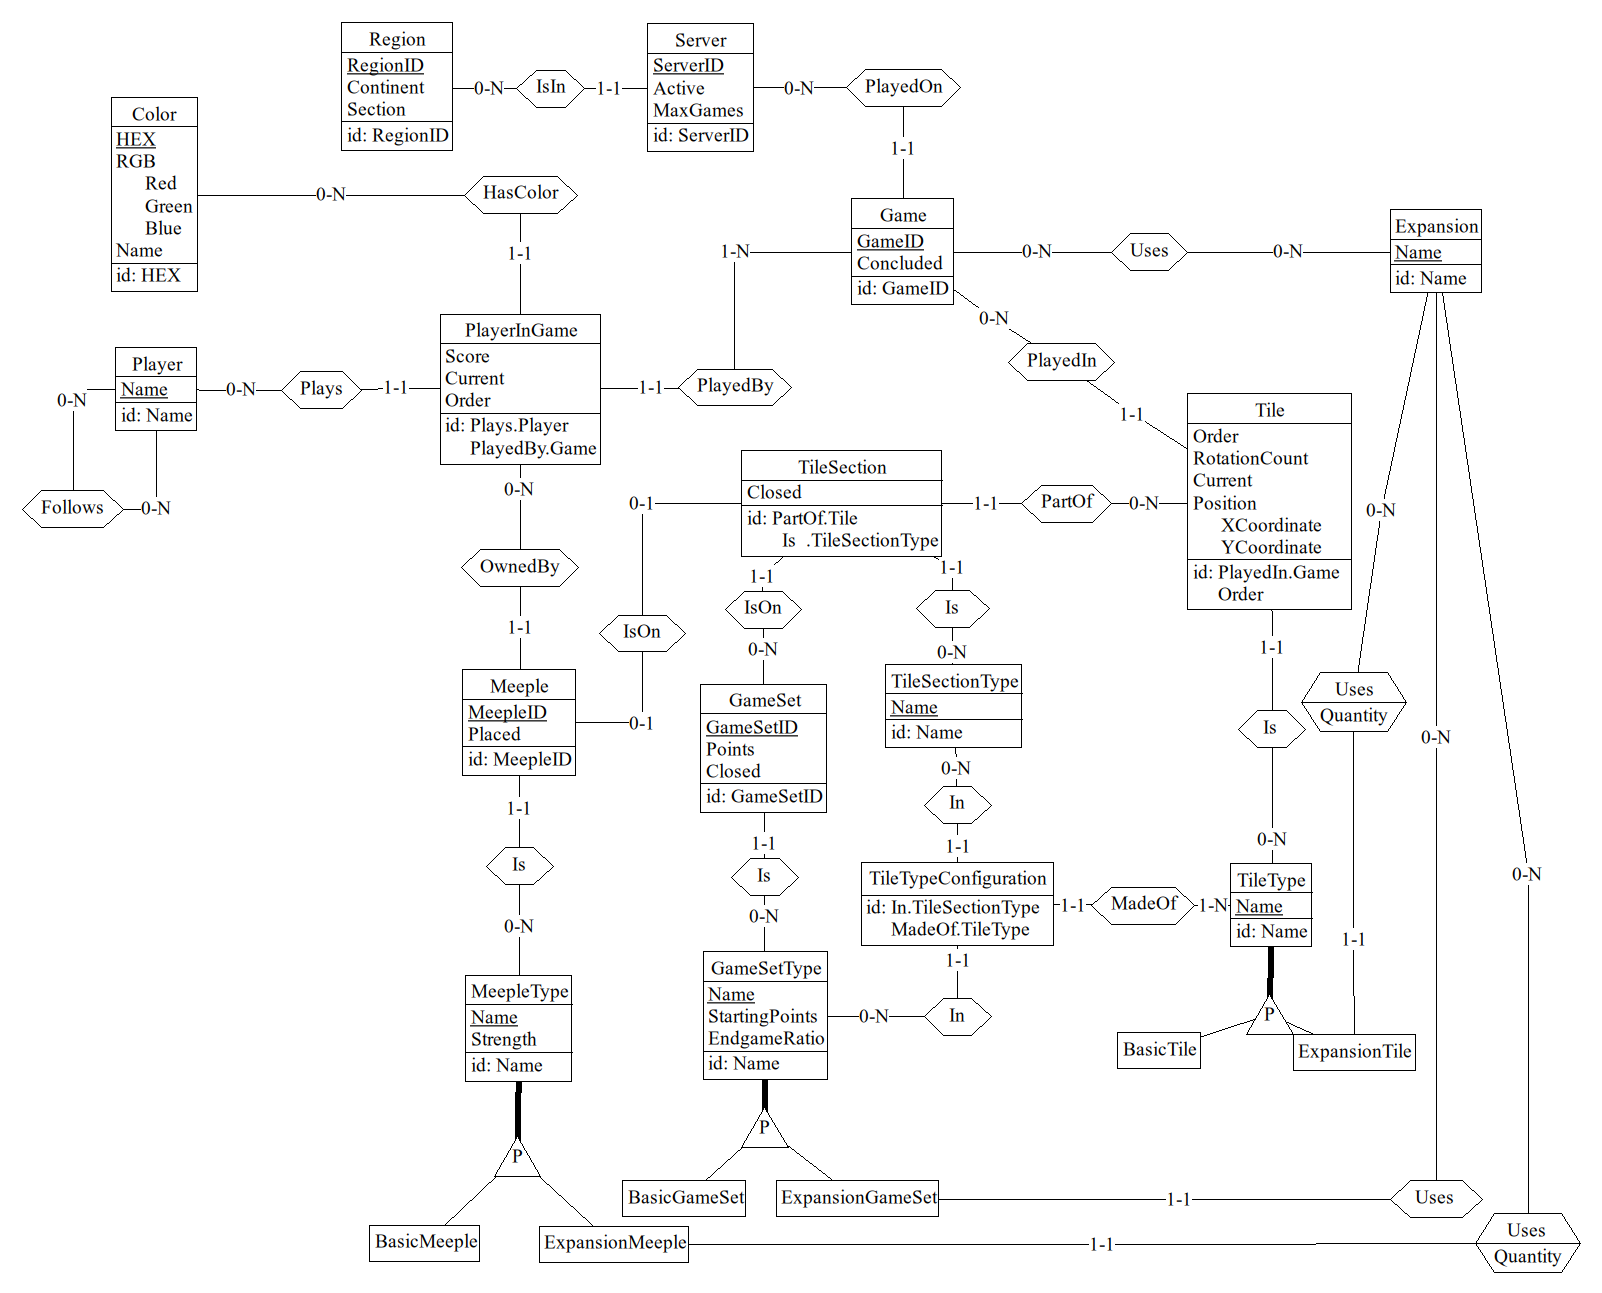 Region
RegionID
Continent
Section
id: RegionID
0-N
IsIn
1-1
Server
ServerID
Active
MaxGames
id: ServerID
0-N
PlayedOn
1-1
Color
HEX
RGB
Red
Green
Blue
Name
id: HEX
0-N
HasColor
1-1
Game
GameID
Concluded
id: GameID
1-N
0-N
Uses
0-N
Expansion
Name
id: Name
0-N
PlayedIn
1-1
Player
Name
id: Name
0-N
Follows
0-N
0-N
Plays
1-1
PlayerInGame
Score
Current
Order
id: Plays.Player
PlayedBy.Game
1-1
PlayedBy
0-N
OwnedBy
1-1
TileSection
Closed
id: PartOf.Tile
Is .TileSectionType
0-1
IsOn
0-1
1-1
PartOf
0-N
Tile
Order
RotationCount
Current
Position
XCoordinate
YCoordinate
id: PlayedIn.Game
Order
0-N
1-1
IsOn
0-N
1-1
Is
0-N
Meeple
MeepleID
Placed
id: MeepleID
GameSet
GameSetID
Points
Closed
id: GameSetID
TileSectionType
Name
id: Name
1-1
Is
0-N
Uses
Quantity
1-1
0-N
1-1
Is
0-N
1-1
Is
0-N
0-N
In
1-1
TileTypeConfiguration
id: In.TileSectionType
MadeOf.TileType
1-1
MadeOf
1-N
TileType
Name
id: Name
0-N
MeepleType
Name
Strength
id: Name
GameSetType
Name
StartingPoints
EndgameRatio
id: Name
0-N
In
1-1
P
BasicTile
ExpansionTile
P
BasicGameSet
ExpansionGameSet
1-1
Uses
P
BasicMeeple
ExpansionMeeple
1-1
Uses
Quantity